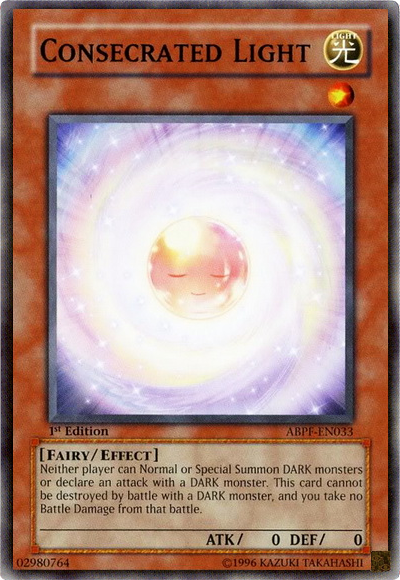 CONSECRATED LIGHT
LIGHT
光
1st Edition
ABPF-EN033
[FAIRY/EFFECT]
Neither player can Normal or Special Summon DARK monsters
or declare an attack with a DARK monster. This card cannot
be destroyed by battle with a DARK monster, and you take no
Battle Damage from that battle.
ATK/ 0 DEF/ 0
02980764
©1996 KAZUKI TAKAHASHI